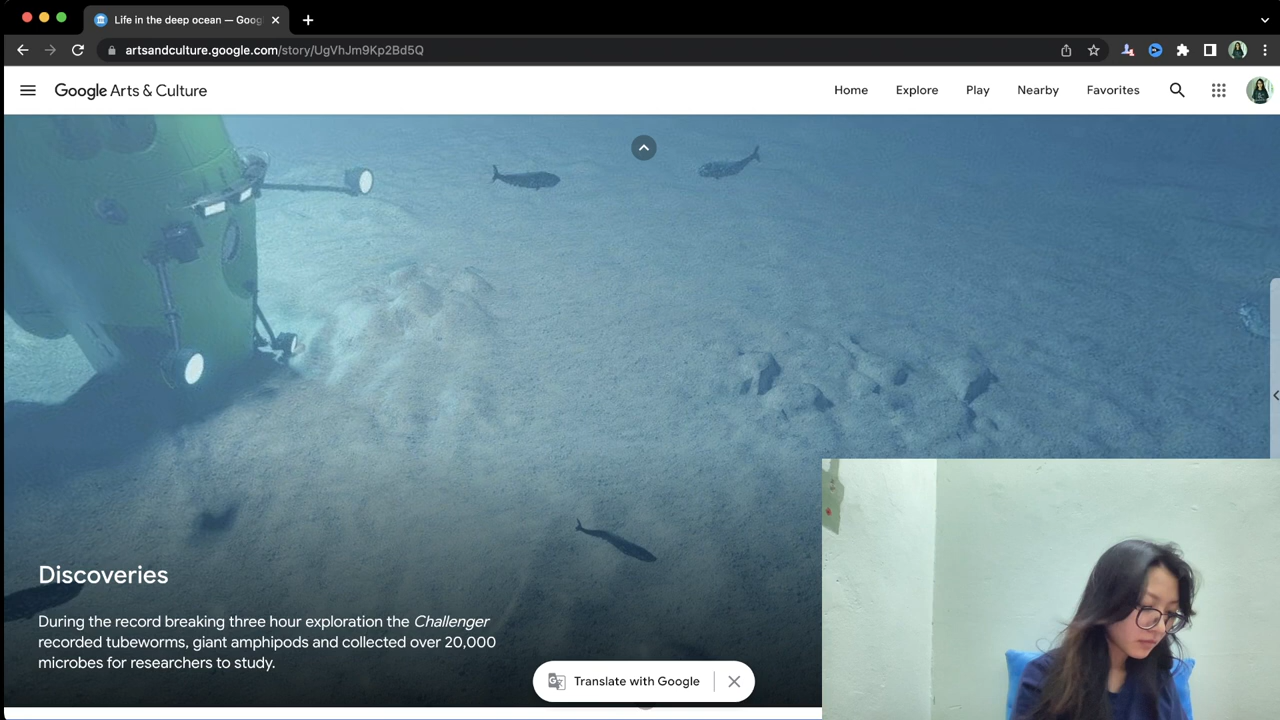 Life in the deep ocean — Goog
artsandculture.google.com/story/UgVhJm9Kp2Bd5Q
Google Arts & Culture
Home
Explore
Play
Nearby
Favorites
Discoveries
During the record breaking three hour exploration the Challenger
recorded tubeworms, giant amphipods and collected over 20,000
microbes for researchers to study.
Translate with Google